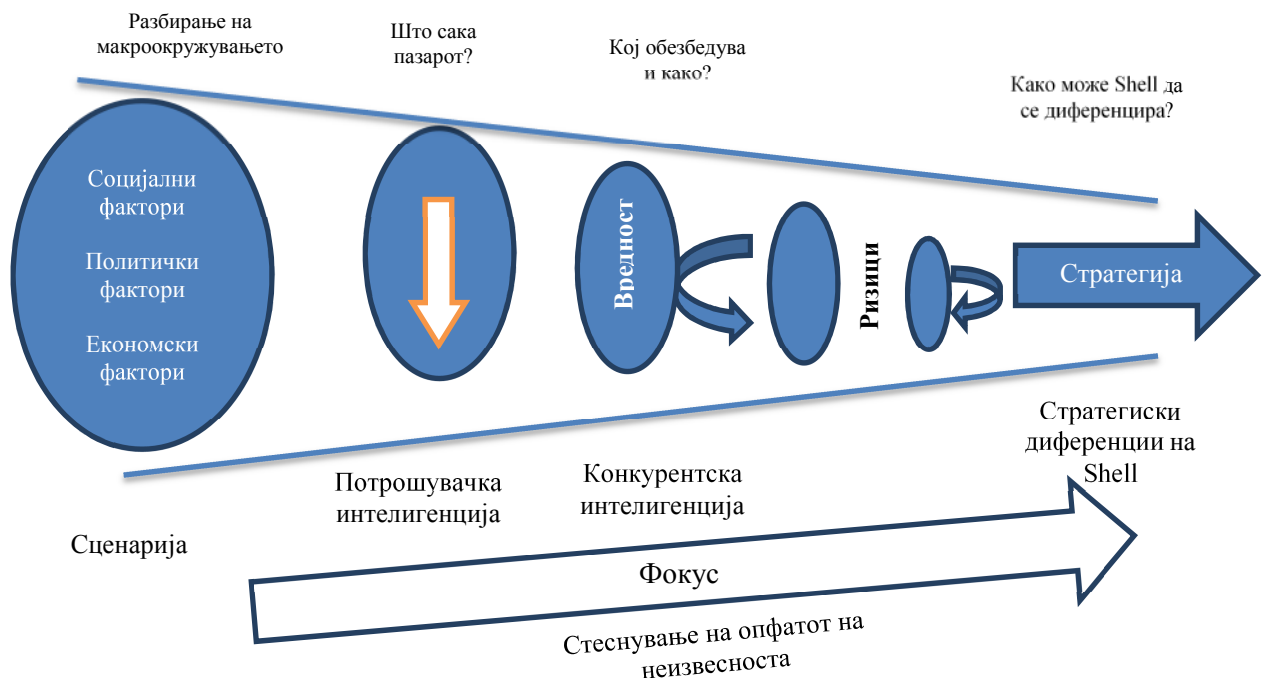 Разбирање на
макроокружувањето
Што сака
пазарот?
Кој обезбедува
и како?
Како може Shell да
се диференцира?
Социјални
фактори
Политички
фактори
Економски
фактори
Вредност
Ризици
Стратегија
Стратегиски
диференции на
Shell
Потрошувачка
интелигенција
Конкурентска
интелигенција
Сценарија
Фокус
Стеснување на опфатот на
неизвесноста